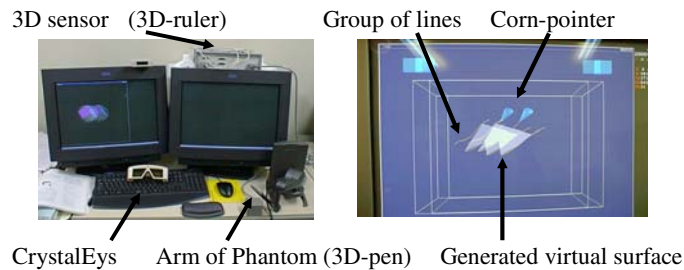 3D sensor (3D-ruler)
Group of lines
Corn-pointer
CrystalEys
Arm of Phantom (3D-pen)
Generated virtual surface